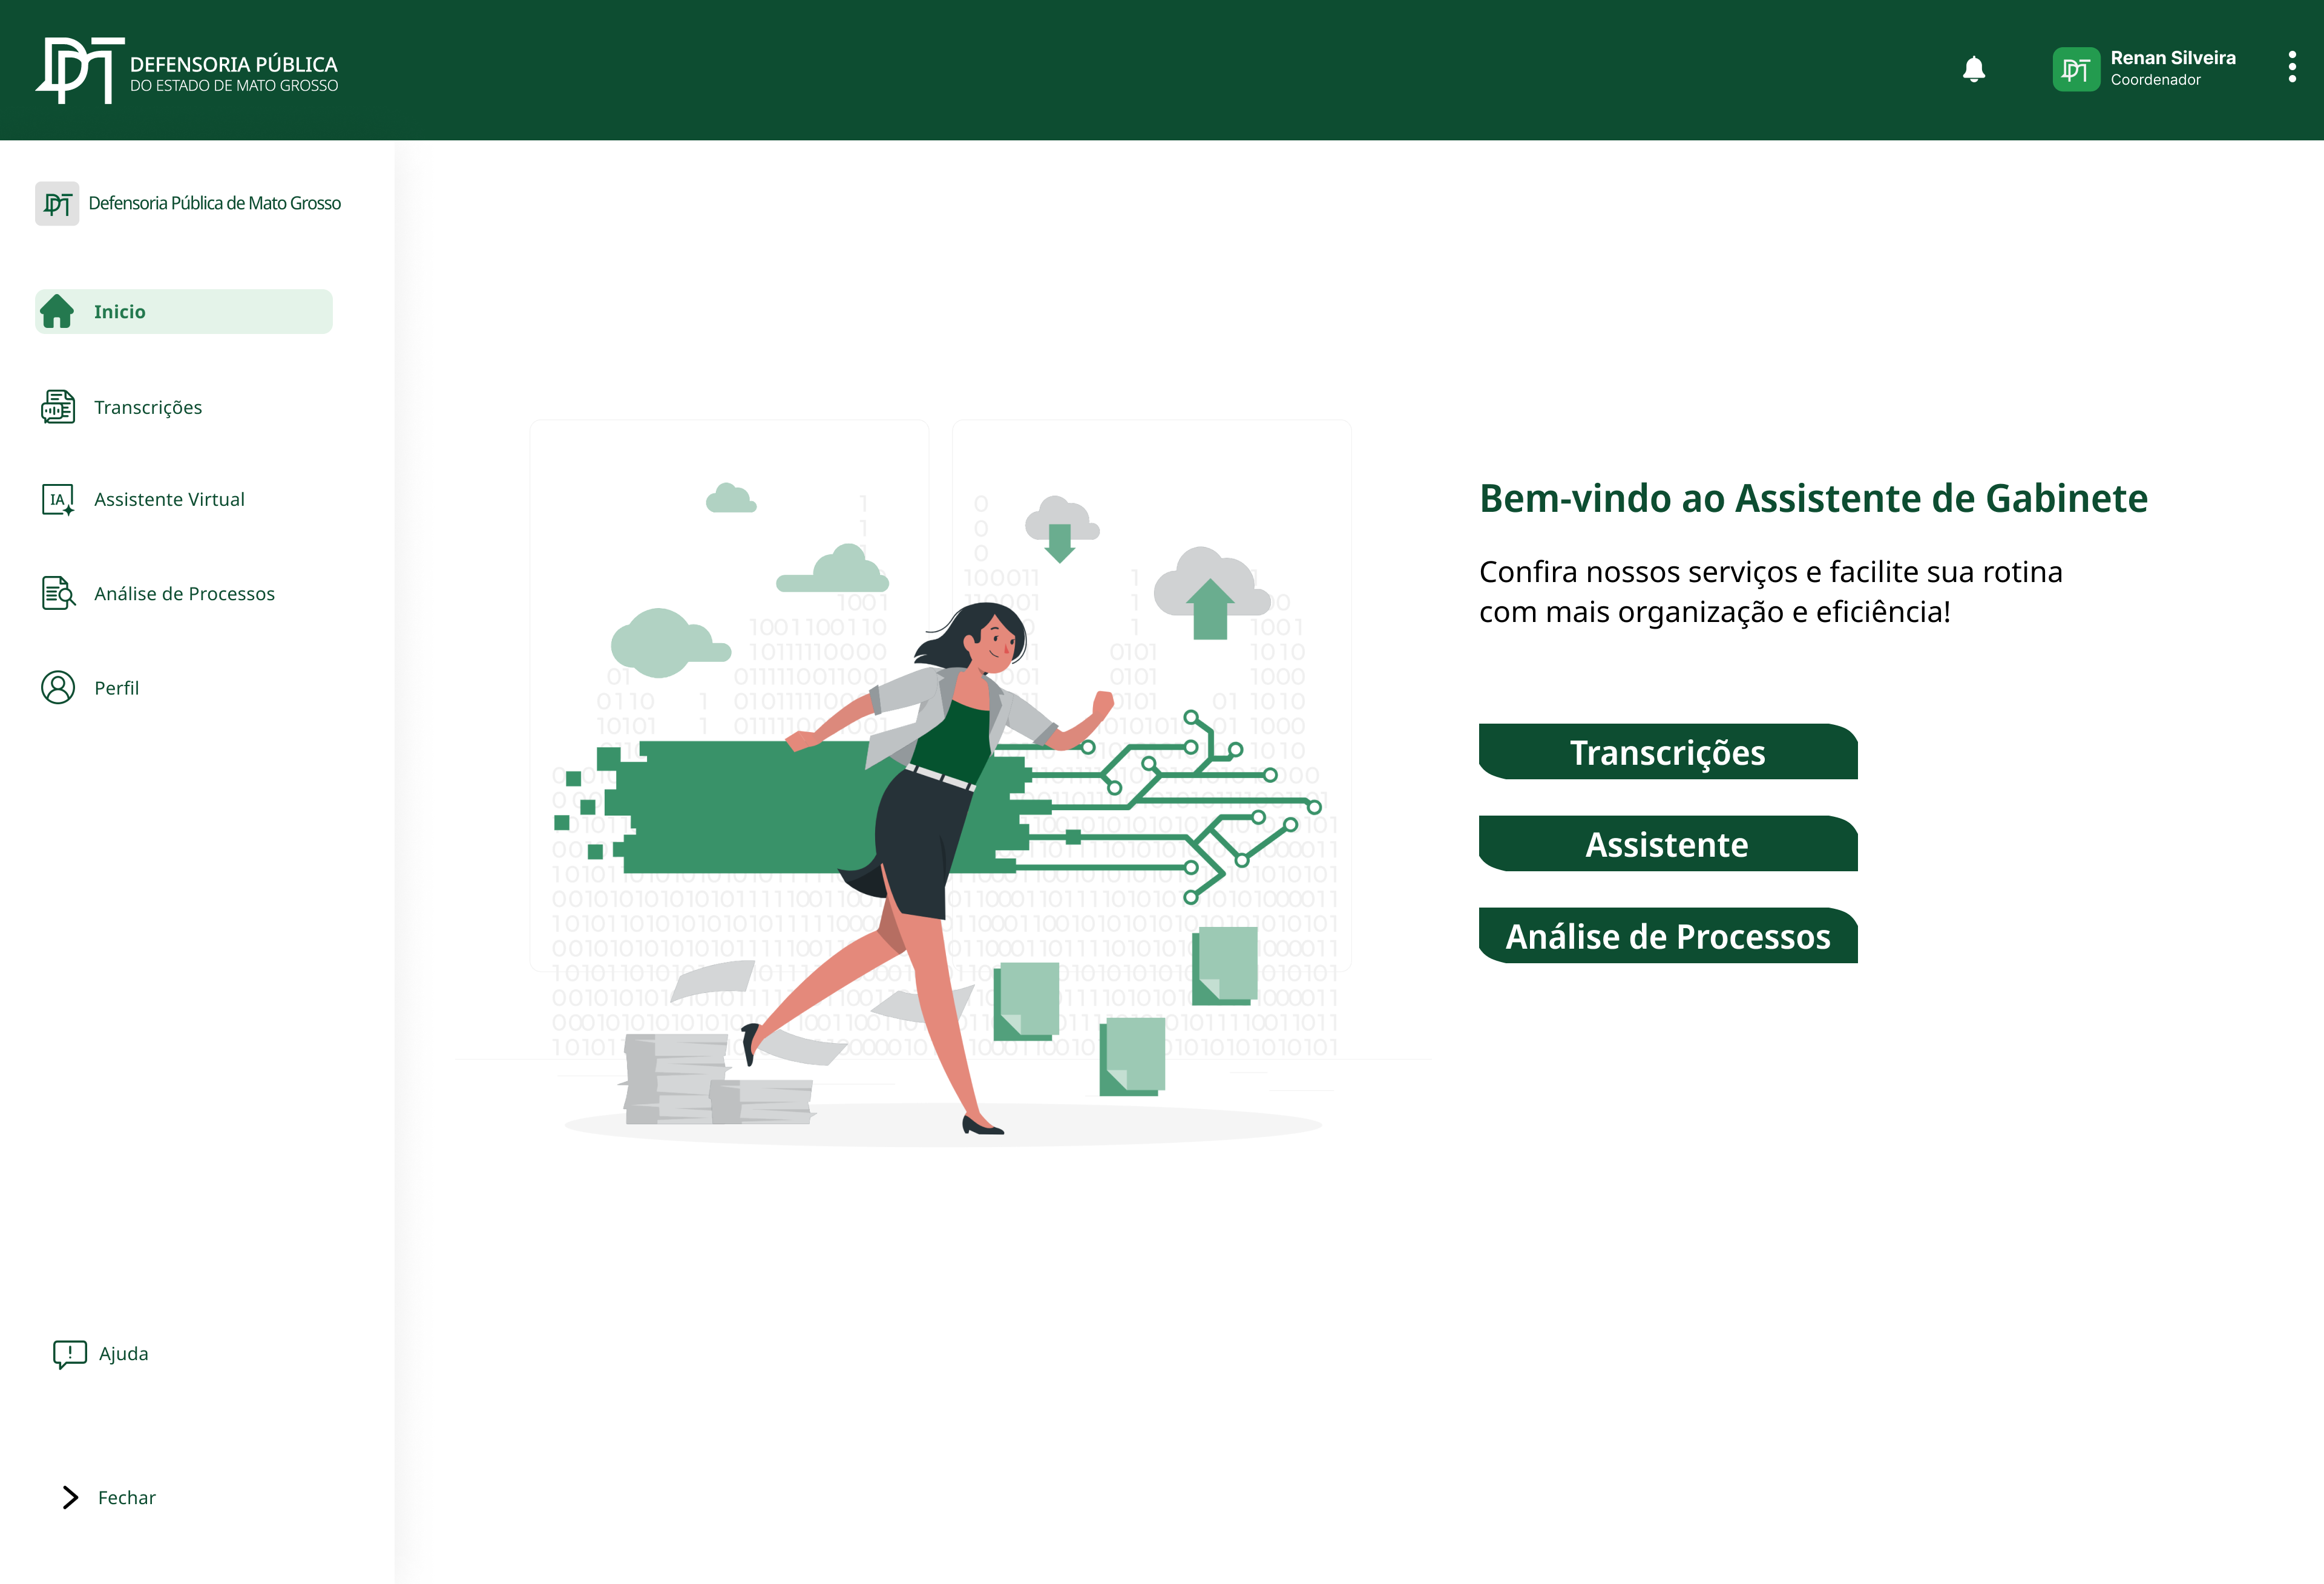 DEFENSORIA PÚBLICA
DO ESTADO DE MATO GROSSO
Renan Silveira
Coordenador
Defensoria Pública de Mato Grosso
Inicio
Transcrições
IA
Assistente Virtual
Análise de Processos
Perfil
Ajuda
Fechar
Bem-vindo ao Assistente de Gabinete
Confira nossos serviços e facilite sua rotina
com mais organização e eficiência!
Transcrições
Assistente
Análise de Processos